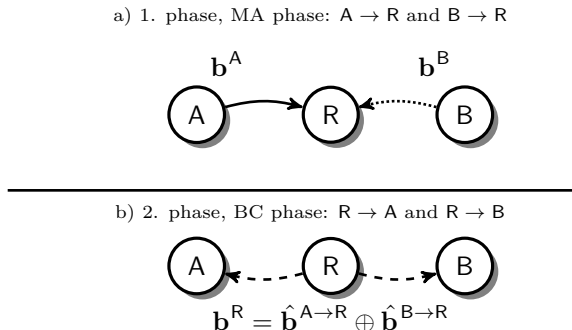 a) 1. phase, MA phase: A → R and B → R
b^A b^B
A R B
b) 2. phase, BC phase: R → A and R → B
A R B
b^R = b̂^{A→R} ⊕ b̂^{B→R}